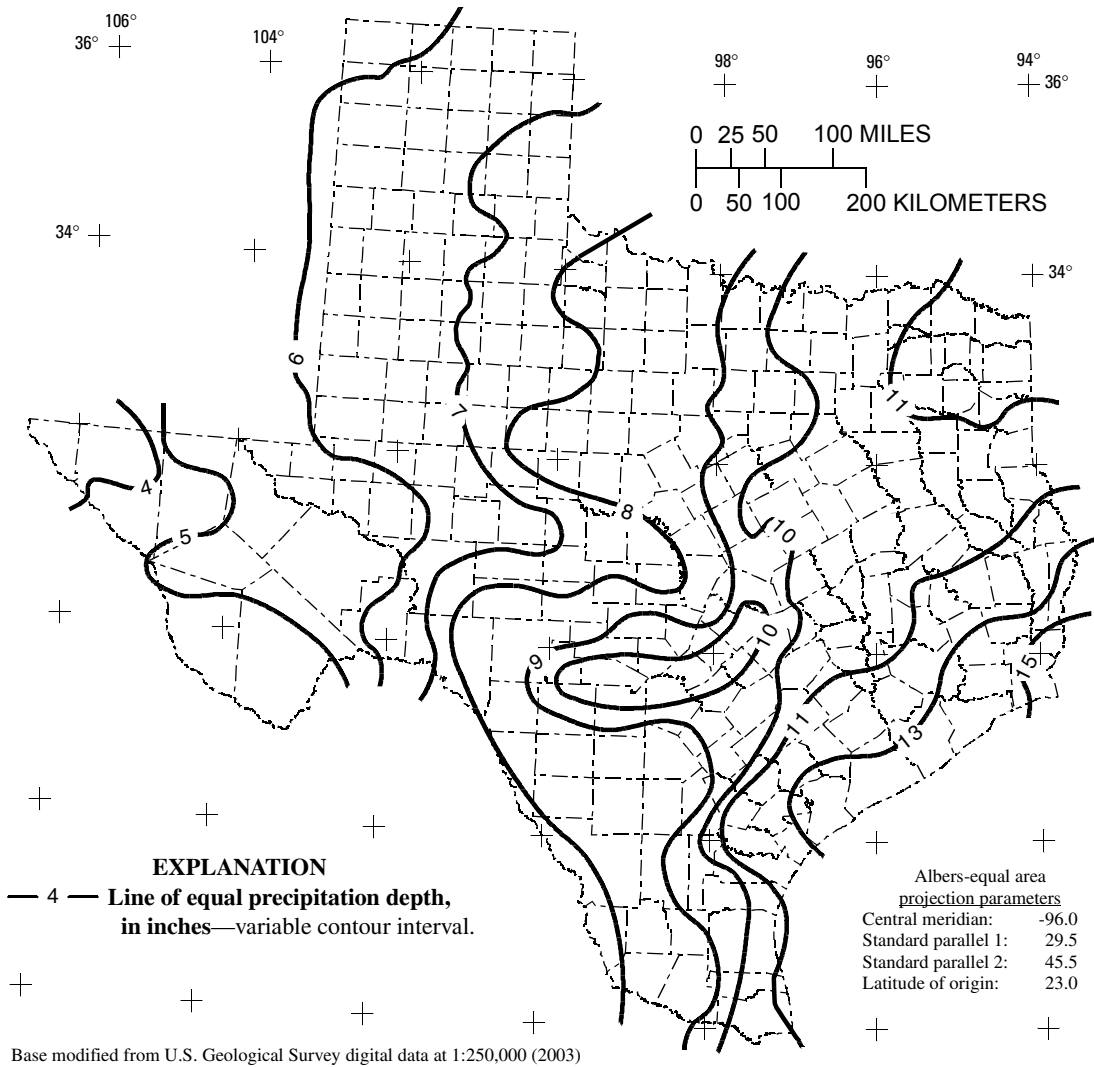 106°
36°
104°
98°
96°
94°
36°
0 25 50 100 MILES
0 50 100 200 KILOMETERS
34°
34°
6
7
11
4
5
8
10
9
10
11
13
15
EXPLANATION
4 Line of equal precipitation depth,
in inches—variable contour interval.
Albers-equal area
projection parameters
Central meridian: -96.0
Standard parallel 1: 29.5
Standard parallel 2: 45.5
Latitude of origin: 23.0
Base modified from U.S. Geological Survey digital data at 1:250,000 (2003)